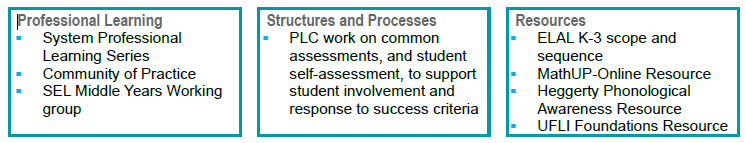 Professional Learning
▪ System Professional
Learning Series
▪ Community of Practice
▪ SEL Middle Years Working
group
Structures and Processes
▪ PLC work on common
assessments, and student
self-assessment, to support
student involvement and
response to success criteria
Resources
▪ ELAL K-3 scope and
sequence
▪ MathUP-Online Resource
▪ Heggerty Phonological
Awareness Resource
▪ UFLI Foundations Resource